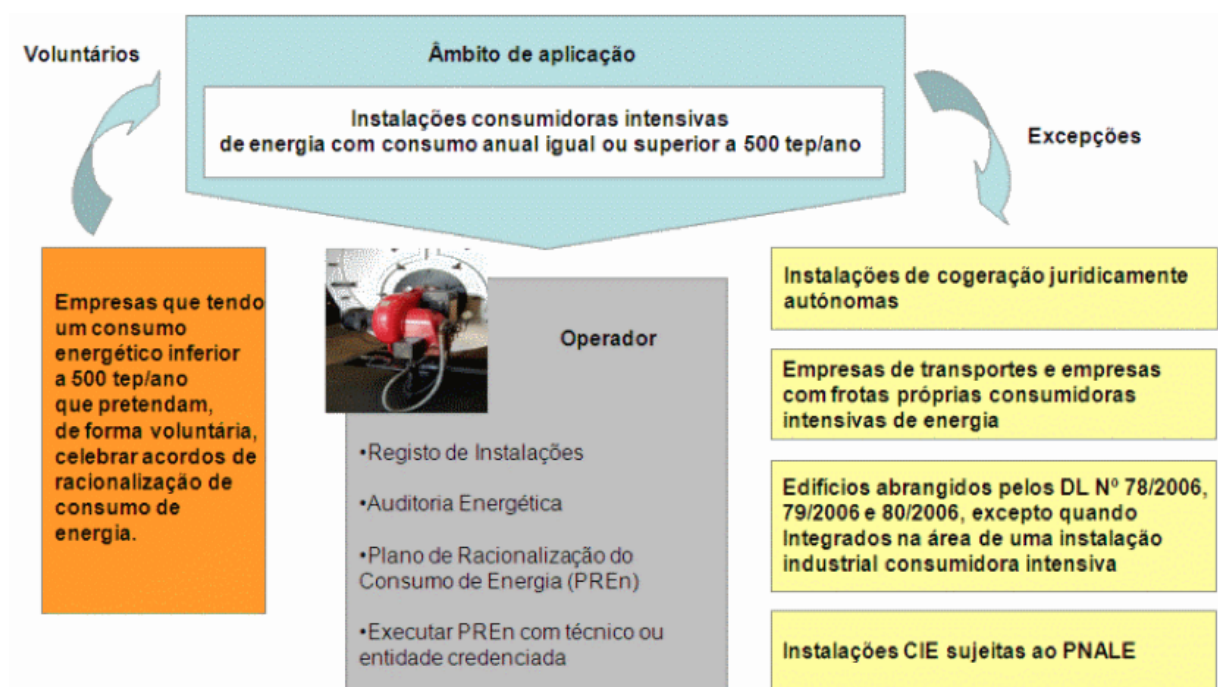 Voluntários
Âmbito de aplicação
Instalações consumidoras intensivas
de energia com consumo anual igual ou superior a 500 tep/ano
Excepções
Empresas que tendo
um consumo
energético inferior
a 500 tep/ano
que pretendam,
de forma voluntária,
celebrar acordos de
racionalização de
consumo de
energia.
Operador
•Registo de Instalações
•Auditoria Energética
•Plano de Racionalização do
Consumo de Energia (PREn)
•Executar PREn com técnico ou
entidade credenciada
Instalações de cogeração juridicamente
autónomas
Empresas de transportes e empresas
com frotas próprias consumidoras
intensivas de energia
Edifícios abrangidos pelos DL Nº 78/2006,
79/2006 e 80/2006, excepto quando
Integrados na área de uma instalação
industrial consumidora intensiva
Instalações CIE sujeitas ao PNALE